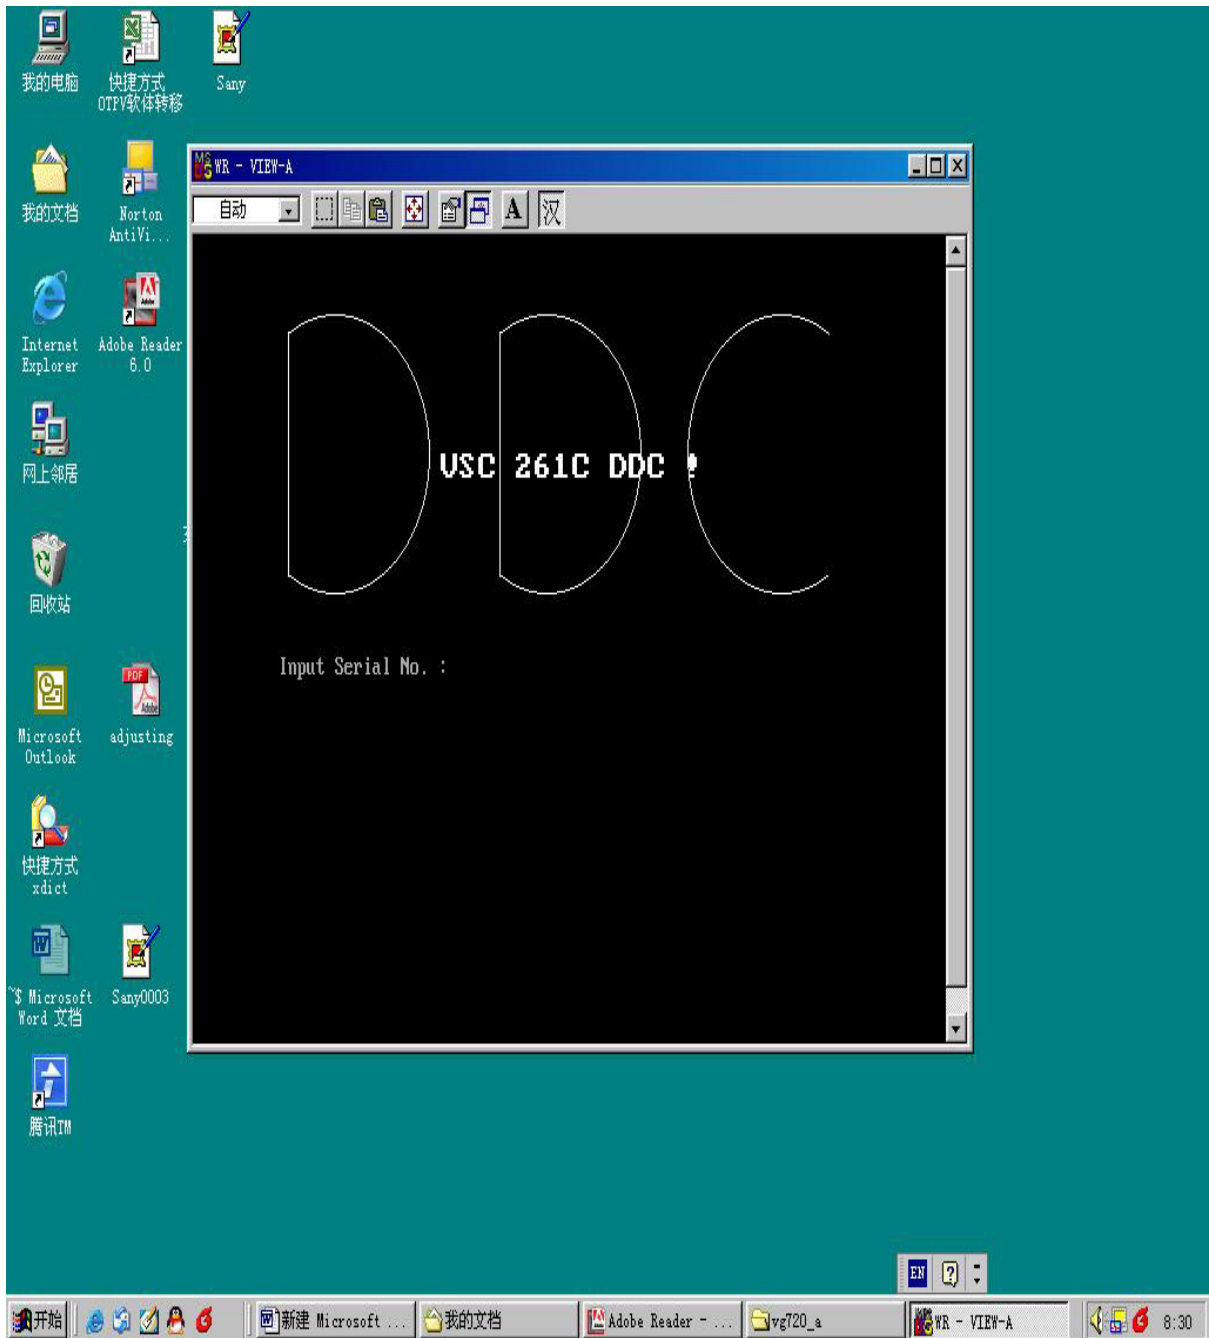 我的电脑
快捷方式
OTPV软体转移
Sany
我的文档
Norton
AntiVi...
Internet
Explorer
Adobe Reader
6.0
网上邻居
回收站
Microsoft
Outlook
adjusting
快捷方式
xdict
~$ Microsoft
Word 文档
Sany0003
腾讯TM
WR - VIEW-A
自动
A
汉
DDC
VSC 261C DDC !
Input Serial No. :
EN
开始
新建 Microsoft ...
我的文档
Adobe Reader - ...
vg720_a
WR - VIEW-A
8:30